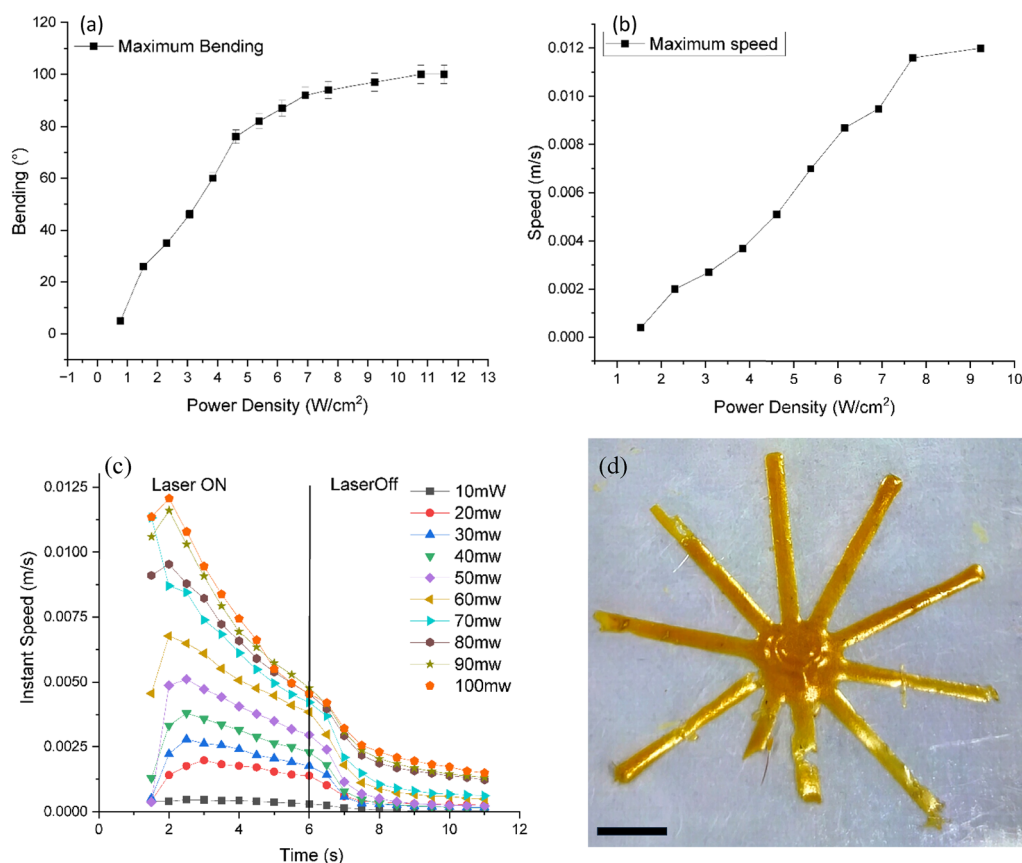 (a)
Maximum Bending
120
100
80
60
40
20
0
Bending (°)
−1 0 1 2 3 4 5 6 7 8 9 10 11 12 13
Power Density (W/cm²)
(b)
Maximum speed
0.012
0.010
0.008
0.006
0.004
0.002
0.000
Speed (m/s)
1 2 3 4 5 6 7 8 9 10
Power Density (W/cm²)
(c)
Laser ON
LaserOff
0.0125
0.0100
0.0075
0.0050
0.0025
0.0000
Instant Speed (m/s)
10mW
20mw
30mw
40mw
50mw
60mw
70mw
80mw
90mw
100mw
0 2 4 6 8 10 12
Time (s)
(d)